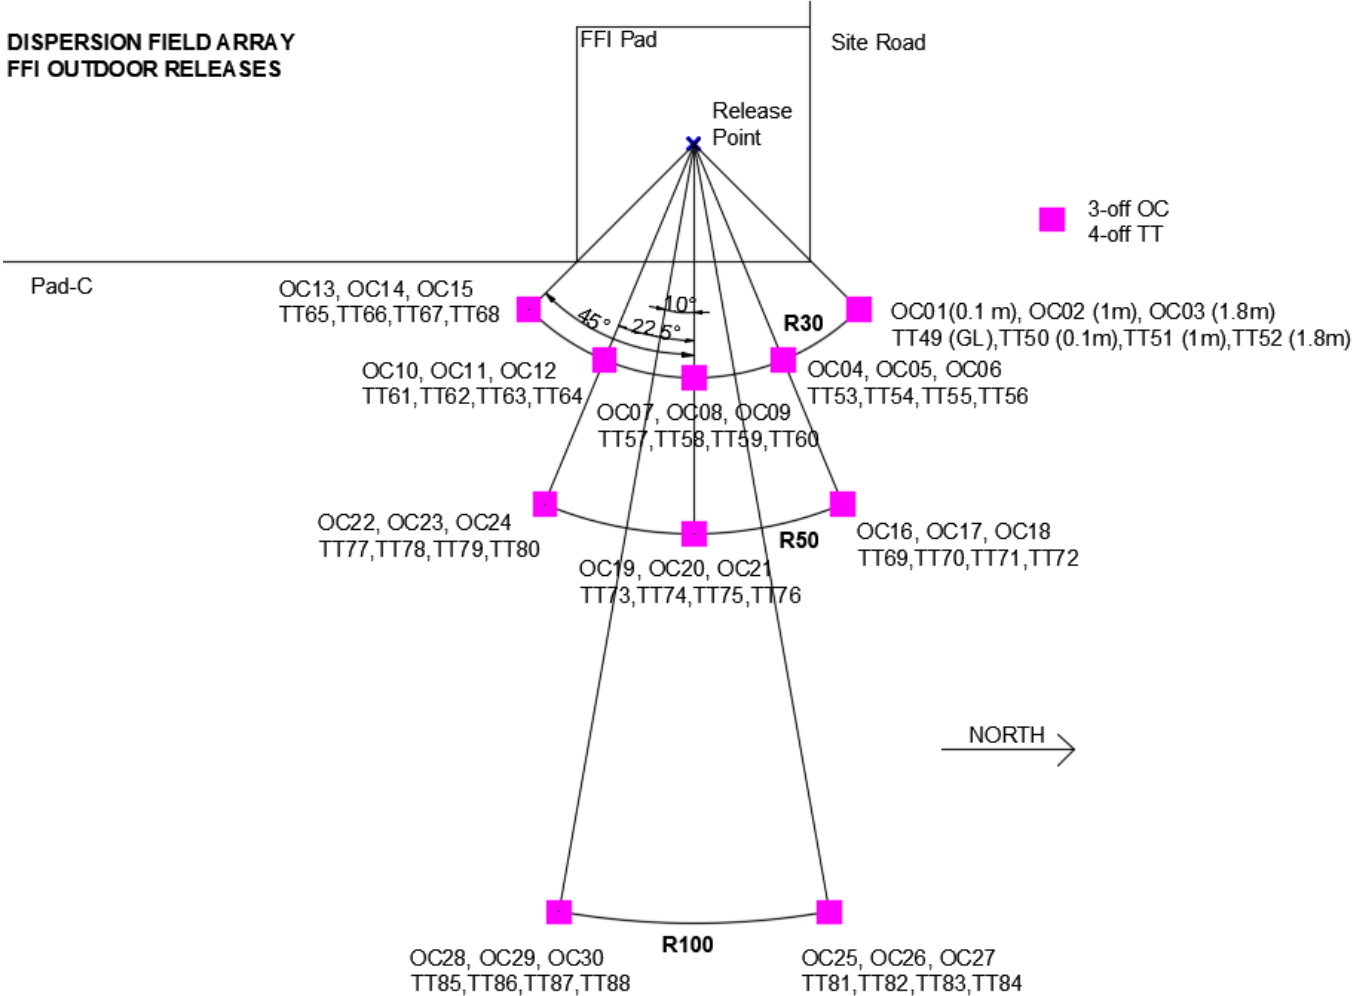 DISPERSION FIELD ARRAY
FFI OUTDOOR RELEASES
FFI Pad
Site Road
Release
Point
3-off OC
4-off TT
Pad-C
OC13, OC14, OC15
TT65,TT66,TT67,TT68
10°
45°
22.5°
R30
OC01(0.1 m), OC02 (1m), OC03 (1.8m)
TT49 (GL),TT50 (0.1m),TT51 (1m),TT52 (1.8m)
OC10, OC11, OC12
TT61,TT62,TT63,TT64
OC04, OC05, OC06
TT53,TT54,TT55,TT56
OC07, OC08, OC09
TT57,TT58,TT59,TT60
OC22, OC23, OC24
TT77,TT78,TT79,TT80
R50
OC16, OC17, OC18
TT69,TT70,TT71,TT72
OC19, OC20, OC21
TT73,TT74,TT75,TT76
NORTH
R100
OC28, OC29, OC30
TT85,TT86,TT87,TT88
OC25, OC26, OC27
TT81,TT82,TT83,TT84